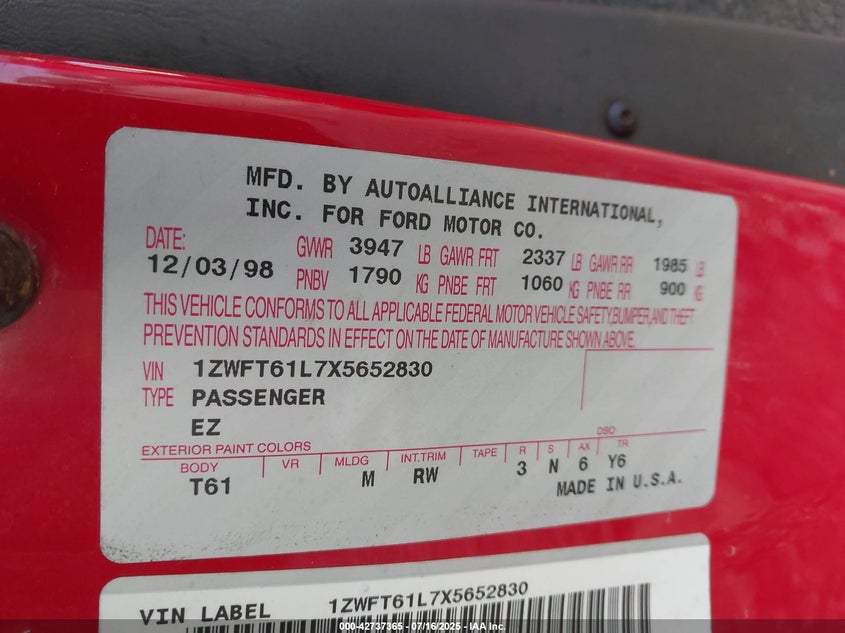 MFD. BY AUTOALLIANCE INTERNATIONAL,
INC. FOR FORD MOTOR CO.
DATE: GVWR 3947 LB GAWR FRT 2337 LB GAWR RR 1985 LB
12/03/98 PNBV 1790 KG PNBE FRT 1060 KG PNBE RR 900 KG
THIS VEHICLE CONFORMS TO ALL APPLICABLE FEDERAL MOTOR VEHICLE SAFETY,BUMPER,AND THEFT
PREVENTION STANDARDS IN EFFECT ON THE DATE OF MANUFACTURE SHOWN ABOVE.
VIN 1ZWFT61L7X5652830
TYPE PASSENGER
EZ
DSO:
EXTERIOR PAINT COLORS
BODY VR MLDG INT.TRIM TAPE R S AX TR
T61 M RW 3 N 6 Y6
MADE IN U.S.A.
VIN LABEL 1ZWFT61L7X5652830
000-42737365 - 07/16/2025 - IAA Inc.